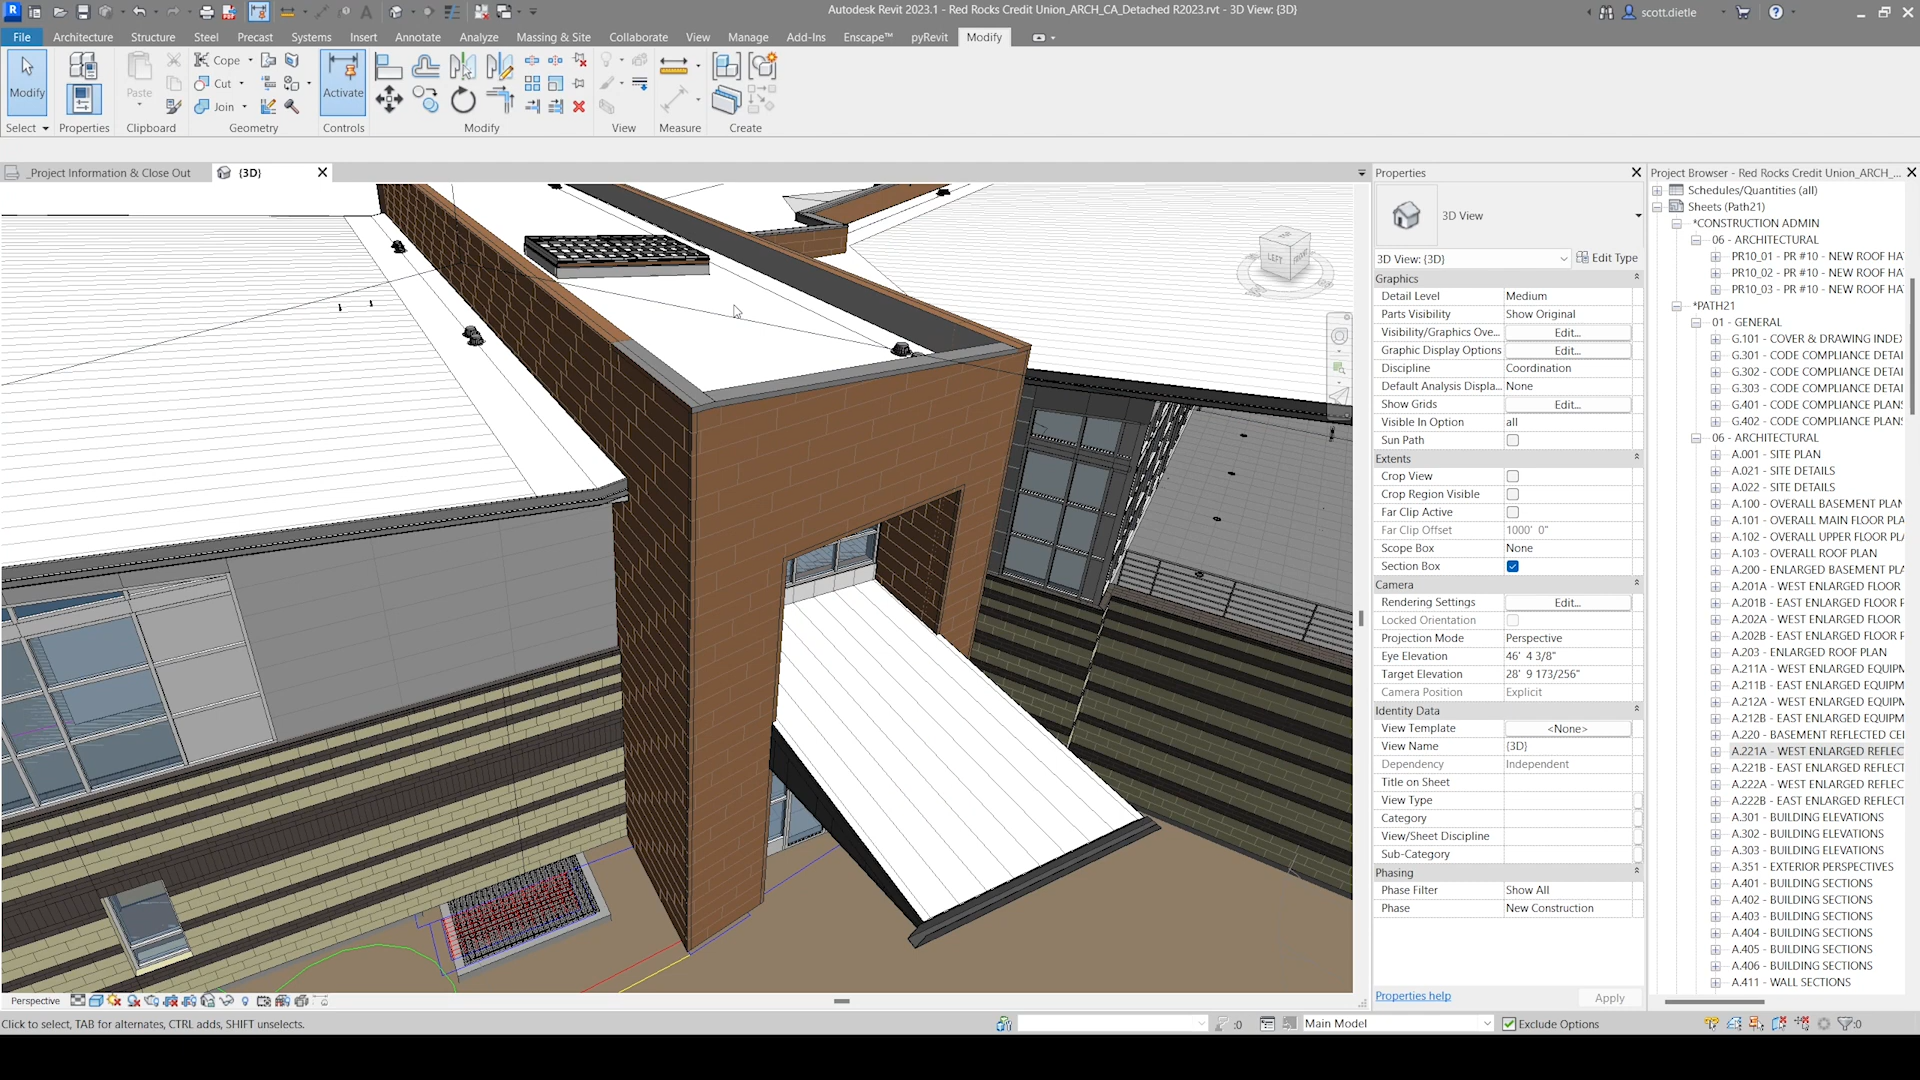 Autodesk Revit 2023.1 - Red Rocks Credit Union_ARCH_CA_Detached R2023.rvt - 3D View: {3D}
scott.dietle
File Architecture Structure Steel Precast Systems Insert Annotate Analyze Massing & Site Collaborate View Manage Add-Ins Enscape™ pyRevit Modify
Modify
Paste
Cope
Cut
Join
Activate
Select Properties Clipboard Geometry Controls Modify View Measure Create
_Project Information & Close Out
{3D}
TOP
LEFT
FRONT
Perspective
Properties
3D View
3D View: {3D}
Edit Type
Graphics
Detail Level Medium
Parts Visibility Show Original
Visibility/Graphics Ove... Edit...
Graphic Display Options Edit...
Discipline Coordination
Default Analysis Displa... None
Show Grids Edit...
Visible In Option all
Sun Path
Extents
Crop View
Crop Region Visible
Far Clip Active
Far Clip Offset 1000' 0"
Scope Box None
Section Box
Camera
Rendering Settings Edit...
Locked Orientation
Projection Mode Perspective
Eye Elevation 46' 4 3/8"
Target Elevation 28' 9 173/256"
Camera Position Explicit
Identity Data
View Template <None>
View Name {3D}
Dependency Independent
Title on Sheet
View Type
Category
View/Sheet Discipline
Sub-Category
Phasing
Phase Filter Show All
Phase New Construction
Properties help
Apply
Project Browser - Red Rocks Credit Union_ARCH_...
Schedules/Quantities (all)
Sheets (Path21)
*CONSTRUCTION ADMIN
06 - ARCHITECTURAL
PR10_01 - PR #10 - NEW ROOF HA
PR10_02 - PR #10 - NEW ROOF HA
PR10_03 - PR #10 - NEW ROOF HA
*PATH21
01 - GENERAL
G.101 - COVER & DRAWING INDE
G.301 - CODE COMPLIANCE DETAI
G.302 - CODE COMPLIANCE DETAI
G.303 - CODE COMPLIANCE DETAI
G.401 - CODE COMPLIANCE PLANS
G.402 - CODE COMPLIANCE PLANS
06 - ARCHITECTURAL
A.001 - SITE PLAN
A.021 - SITE DETAILS
A.022 - SITE DETAILS
A.100 - OVERALL BASEMENT PLAN
A.101 - OVERALL MAIN FLOOR PLA
A.102 - OVERALL UPPER FLOOR PL
A.103 - OVERALL ROOF PLAN
A.200 - ENLARGED BASEMENT PLA
A.201A - WEST ENLARGED FLOOR
A.201B - EAST ENLARGED FLOOR F
A.202A - WEST ENLARGED FLOOR
A.202B - EAST ENLARGED FLOOR F
A.203 - ENLARGED ROOF PLAN
A.211A - WEST ENLARGED EQUIPM
A.211B - EAST ENLARGED EQUIPM
A.212A - WEST ENLARGED EQUIPM
A.212B - EAST ENLARGED EQUIPM
A.220 - BASEMENT REFLECTED CEI
A.221A - WEST ENLARGED REFLEC
A.221B - EAST ENLARGED REFLECT
A.222A - WEST ENLARGED REFLEC
A.222B - EAST ENLARGED REFLECT
A.301 - BUILDING ELEVATIONS
A.302 - BUILDING ELEVATIONS
A.303 - BUILDING ELEVATIONS
A.351 - EXTERIOR PERSPECTIVES
A.401 - BUILDING SECTIONS
A.402 - BUILDING SECTIONS
A.403 - BUILDING SECTIONS
A.404 - BUILDING SECTIONS
A.405 - BUILDING SECTIONS
A.406 - BUILDING SECTIONS
A.411 - WALL SECTIONS
Click to select, TAB for alternates, CTRL adds, SHIFT unselects.
:0
Main Model
Exclude Options
:0